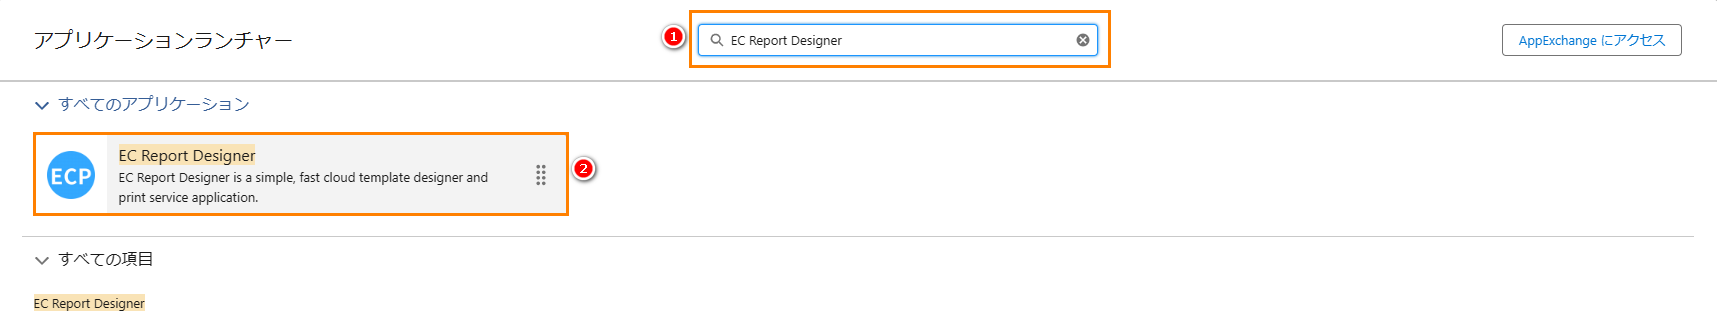 アプリケーションランチャー
1
EC Report Designer
AppExchange にアクセス
すべてのアプリケーション
ECP
EC Report Designer
EC Report Designer is a simple, fast cloud template designer and
print service application.
2
すべての項目
EC Report Designer